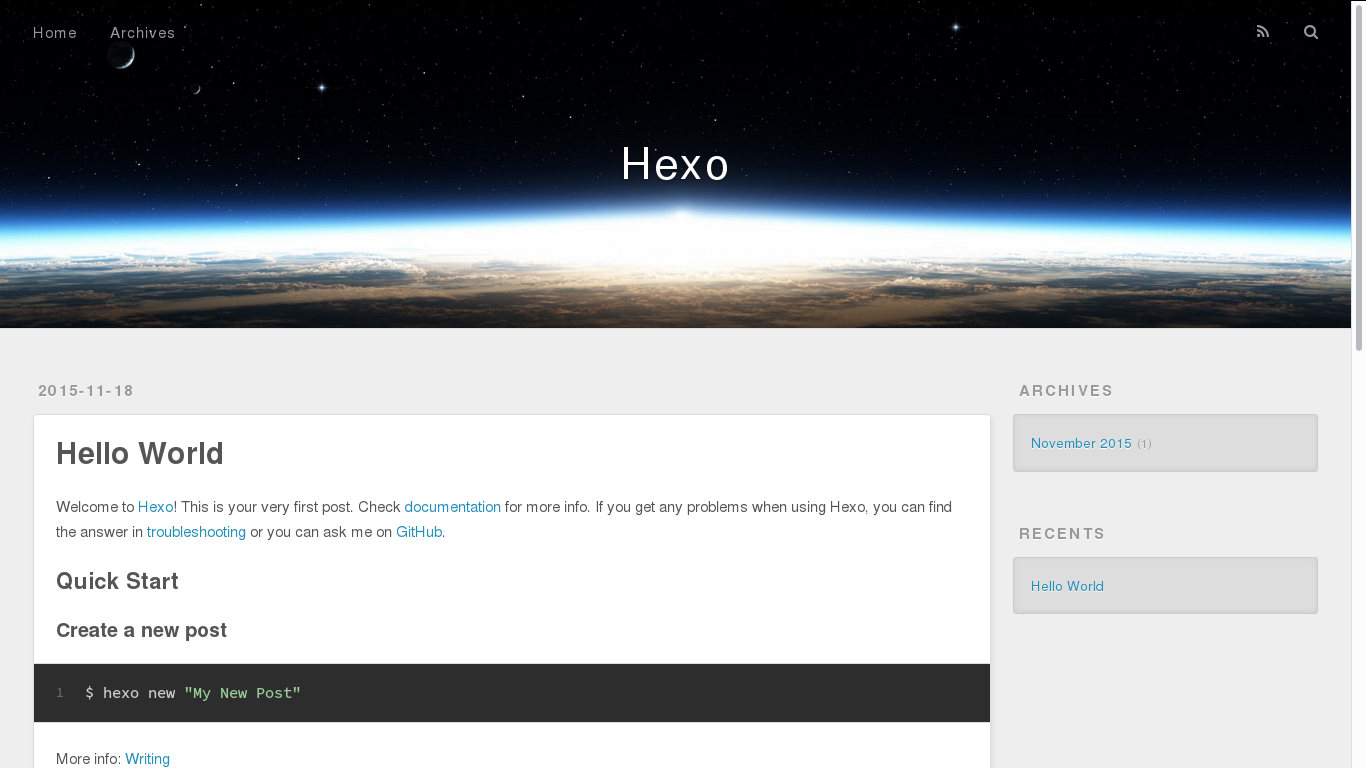 Home Archives
Hexo
2015-11-18
Hello World
Welcome to Hexo! This is your very first post. Check documentation for more info. If you get any problems when using Hexo, you can find
the answer in troubleshooting or you can ask me on GitHub.
Quick Start
Create a new post
1 $ hexo new "My New Post"
More info: Writing
ARCHIVES
November 2015 (1)
RECENTS
Hello World